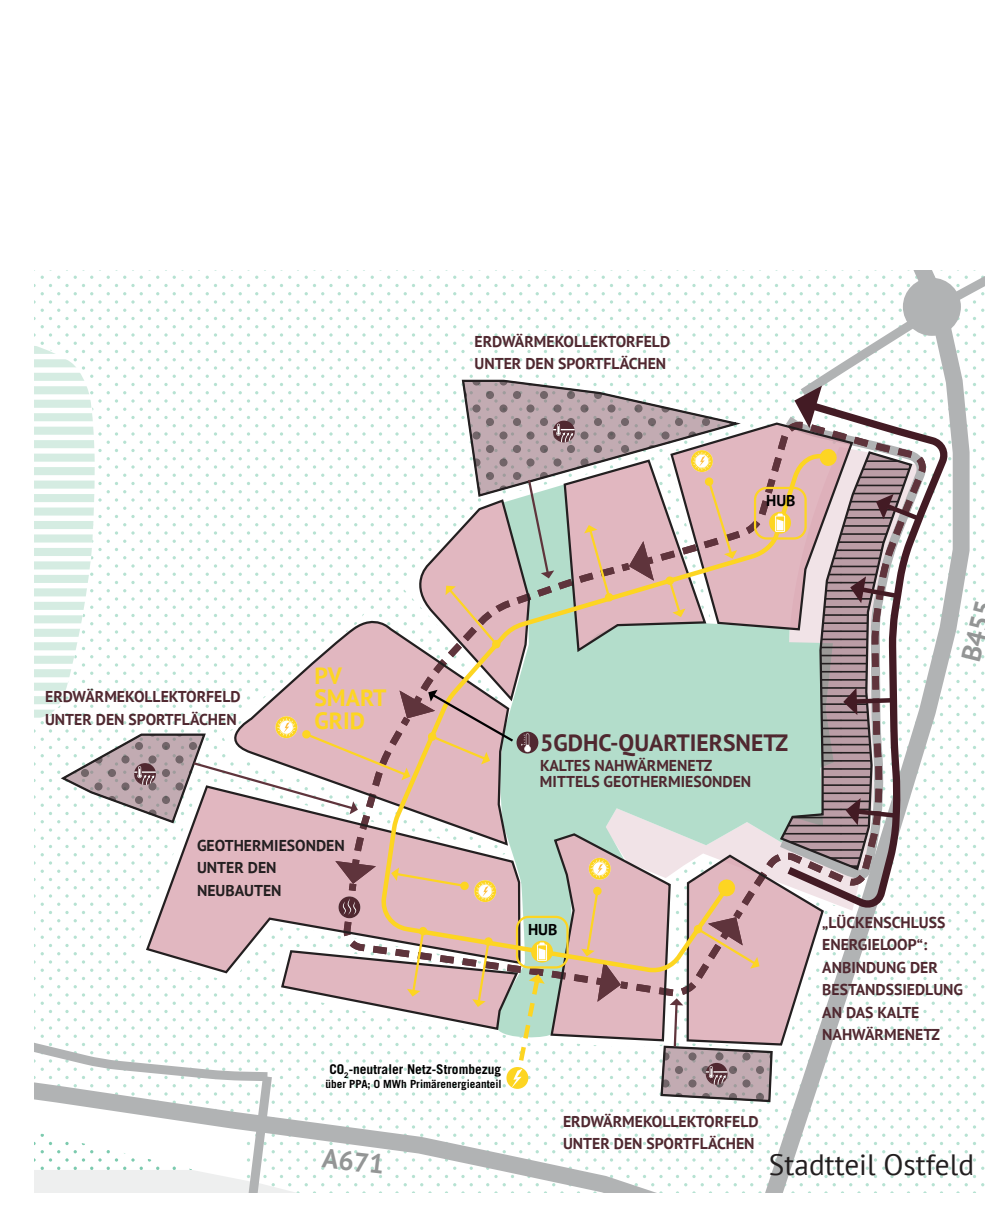 ERDWÄRMEKOLLEKTORFELD
UNTER DEN SPORTFLÄCHEN
HUB
B455
PV
SMART
GRID
ERDWÄRMEKOLLEKTORFELD
UNTER DEN SPORTFLÄCHEN
5GDHC-QUARTIERSNETZ
KALTES NAHWÄRMENETZ
MITTELS GEOTHERMIESONDEN
GEOTHERMIESONDEN
UNTER DEN
NEUBAUTEN
HUB
„LÜCKENSCHLUSS
ENERGIELOOP“:
ANBINDUNG DER
BESTANDSSIEDLUNG
AN DAS KALTE
NAHWÄRMENETZ
CO₂-neutraler Netz-Strombezug
über PPA; 0 MWh Primärenergieanteil
ERDWÄRMEKOLLEKTORFELD
UNTER DEN SPORTFLÄCHEN
A671
Stadtteil Ostfeld